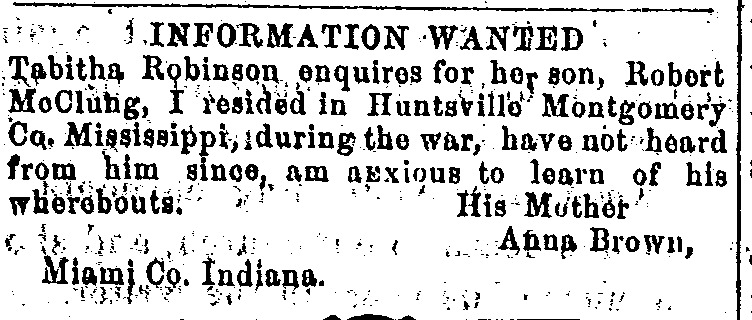 INFORMATION WANTED
Tabitha Robinson enquires for her son, Robert
McClung, I resided in Huntsville Montgomery
Co. Mississippi, during the war, have not heard
from him since, am anxious to learn of his
wherebouts. His Mother
Anna Brown,
Miami Co. Indiana.